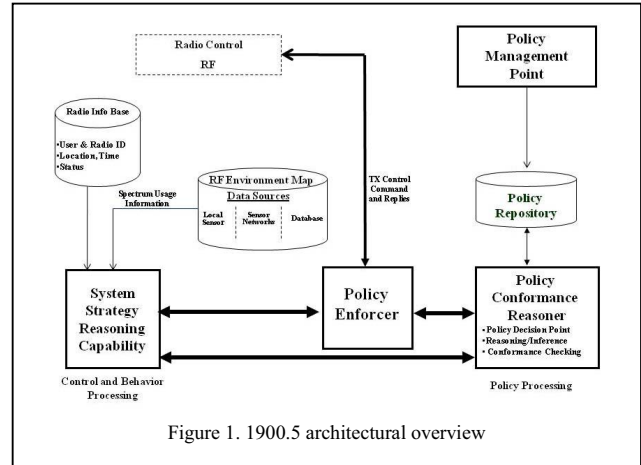 Radio Control
RF
Policy
Management
Point
Radio Info Base
•User & Radio ID
•Location, Time
•Status
Spectrum Usage
Information
RF Environment Map
Data Sources
Local
Sensor
Sensor
Networks
Database
TX Control
Command
and Replies
Policy
Repository
System
Strategy
Reasoning
Capability
Policy
Enforcer
Policy
Conformance
Reasoner
•Policy Decision Point
•Reasoning/Inference
• Conformance Checking
Control and Behavior
Processing
Policy Processing
Figure 1. 1900.5 architectural overview